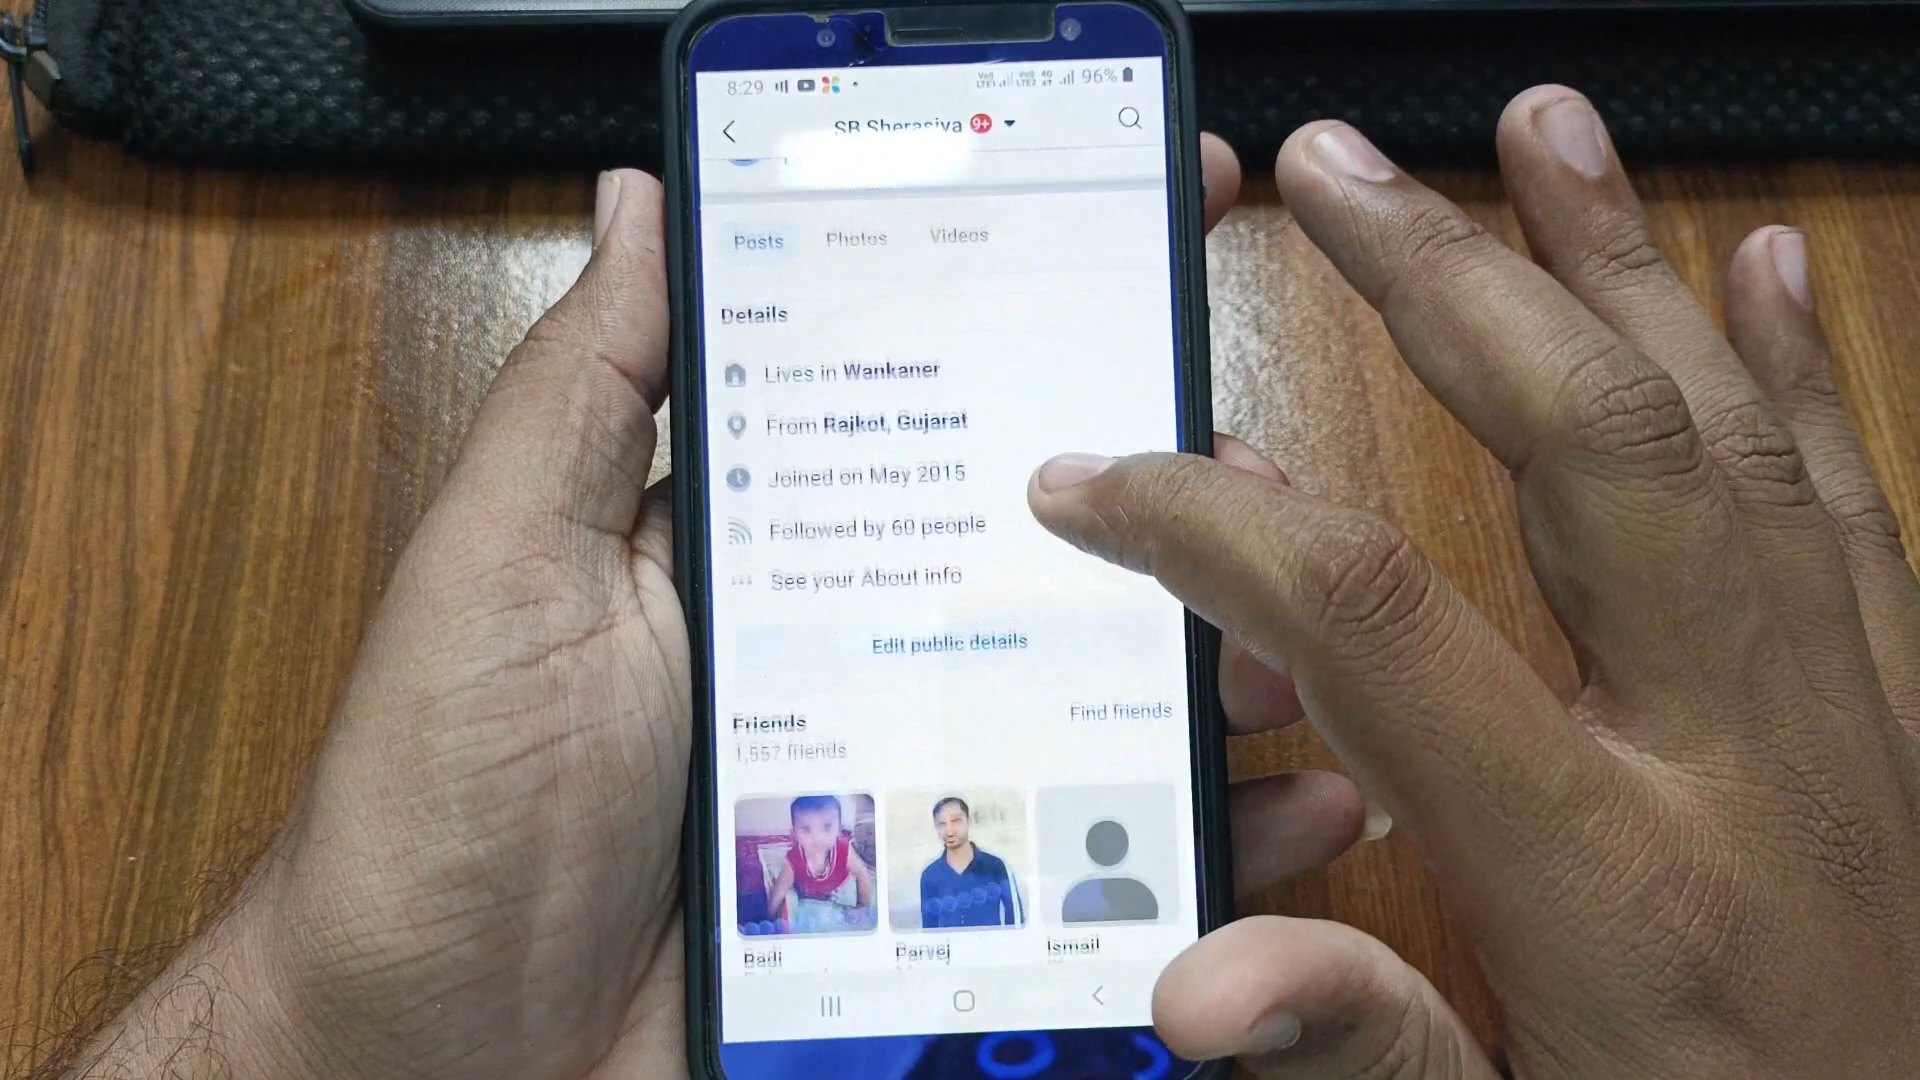 8:29 96%
SB Sherasiya 9+
Posts Photos Videos
Details
Lives in Wankaner
From Rajkot, Gujarat
Joined on May 2015
Followed by 60 people
See your About info
Edit public details
Friends Find friends
1,557 friends
Badi Parvej Ismail